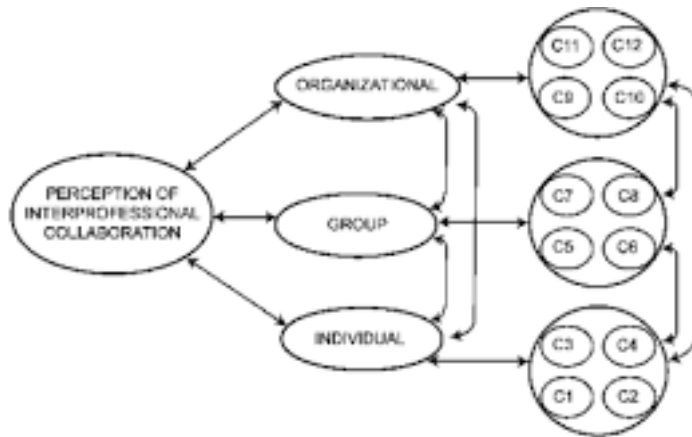 C11 C12
ORGANIZATIONAL
C9 C10
PERCEPTION OF
INTERPROFESSIONAL
COLLABORATION
C7 C8
GROUP
C5 C6
INDIVIDUAL
C3 C4
C1 C2